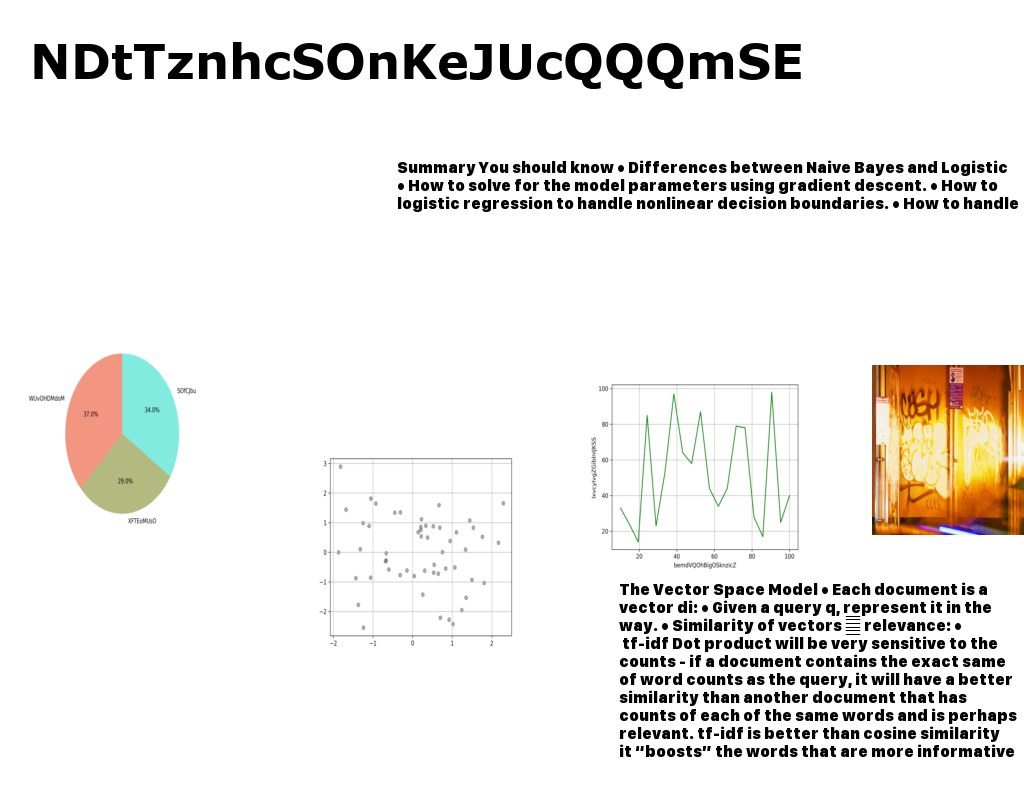 NDtTznhcSOnKeJUcQQQmSE
Summary You should know • Differences between Naive Bayes and Logistic
• How to solve for the model parameters using gradient descent. • How to
logistic regression to handle nonlinear decision boundaries. • How to handle
WUvOHDMdoM
37.0%
SOfCjbu
34.0%
29.0%
XFTEoMUsO
3
2
1
0
−1
−2
−2 −1 0 1 2
100
80
60
40
20
20 40 60 80 100
bemdVQOhBigOSknzicZ
The Vector Space Model • Each document is a
vector di: • Given a query q, represent it in the
way. • Similarity of vectors relevance: •
tf-idf Dot product will be very sensitive to the
counts - if a document contains the exact same
of word counts as the query, it will have a better
similarity than another document that has
counts of each of the same words and is perhaps
relevant. tf-idf is better than cosine similarity
it “boosts” the words that are more informative